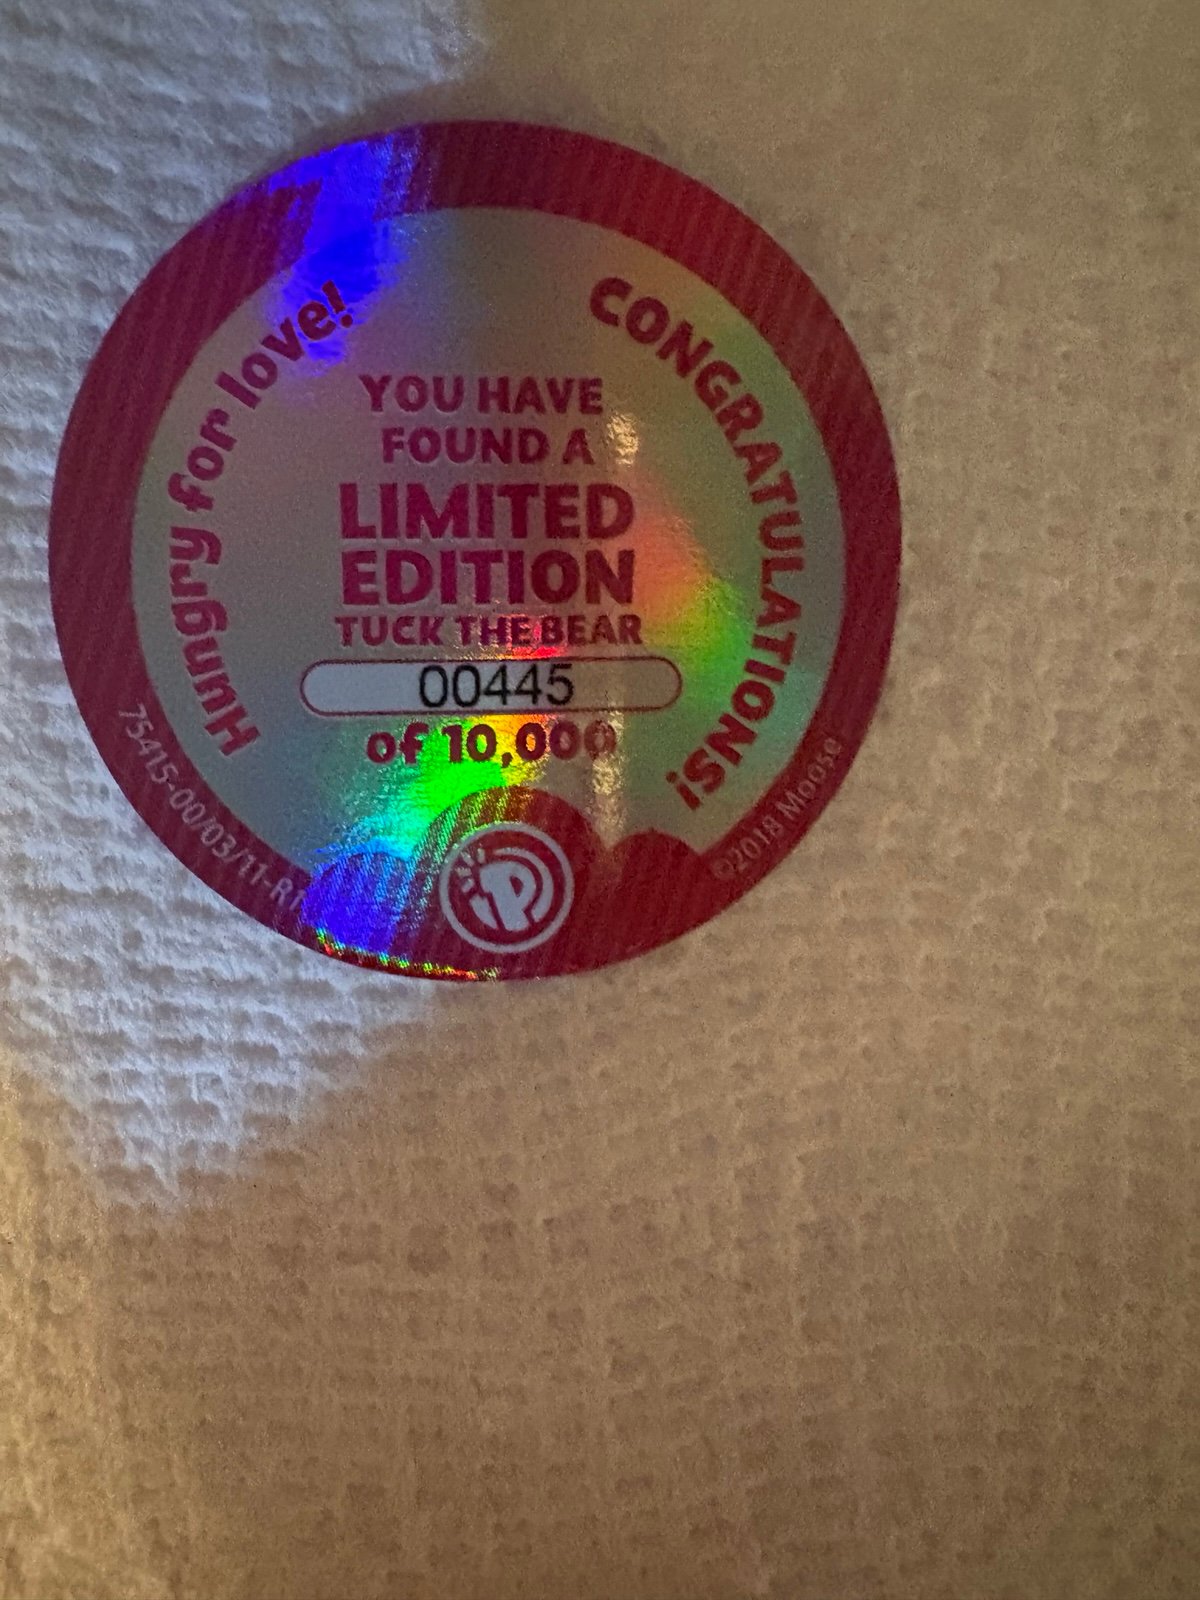 Hungry for love!
CONGRATULATIONS!
YOU HAVE
FOUND A
LIMITED
EDITION
TUCK THE BEAR
00445
of 10,000
75415-00/03/11-R1
©2018 Moose
P